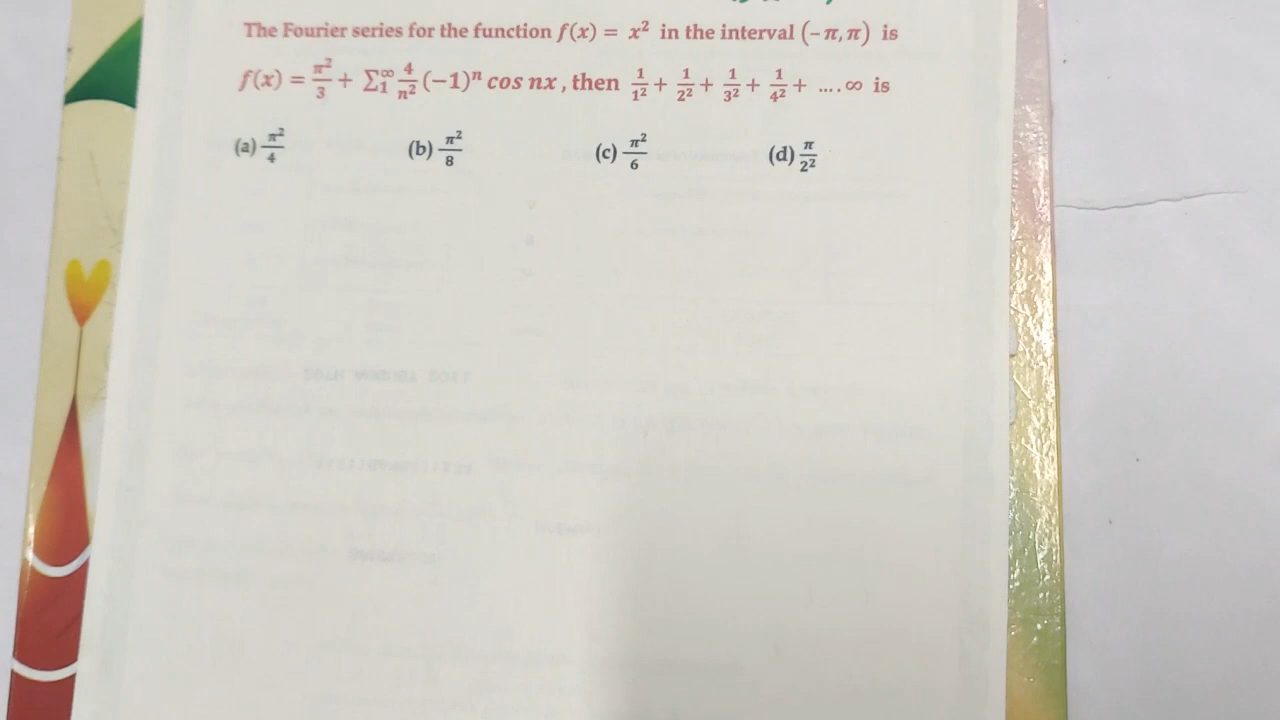 The Fourier series for the function f(x) = x² in the interval (−π, π) is
f(x) = π²/3 + ∑₁^∞ 4/n² (−1)ⁿ cos nx , then 1/1² + 1/2² + 1/3² + 1/4² + .... ∞ is
(a) π²/4 (b) π²/8 (c) π²/6 (d) π/2²